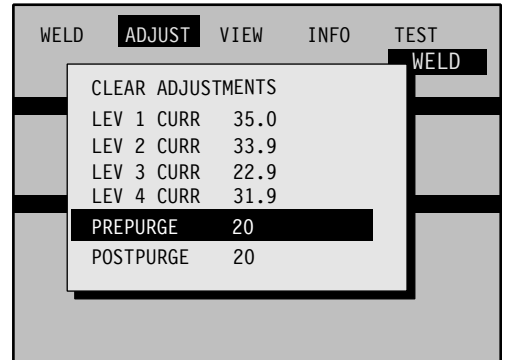 WELD ADJUST VIEW INFO TEST
WELD
CLEAR ADJUSTMENTS
LEV 1 CURR 35.0
LEV 2 CURR 33.9
LEV 3 CURR 22.9
LEV 4 CURR 31.9
PREPURGE 20
POSTPURGE 20